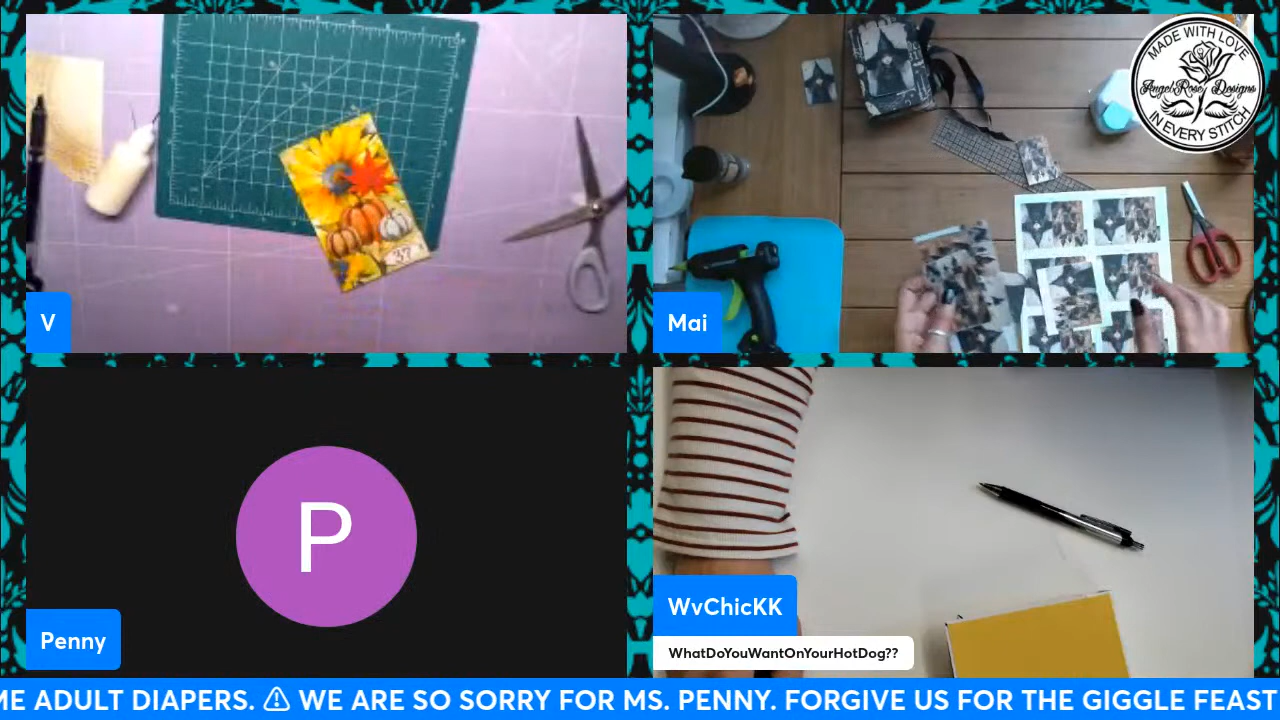 V
Mai
MADE WITH LOVE
AngelRose Designs
IN EVERY STITCH
P
Penny
WvChicKK
WhatDoYouWantOnYourHotDog??
ME ADULT DIAPERS. ⚠ WE ARE SO SORRY FOR MS. PENNY. FORGIVE US FOR THE GIGGLE FEAST